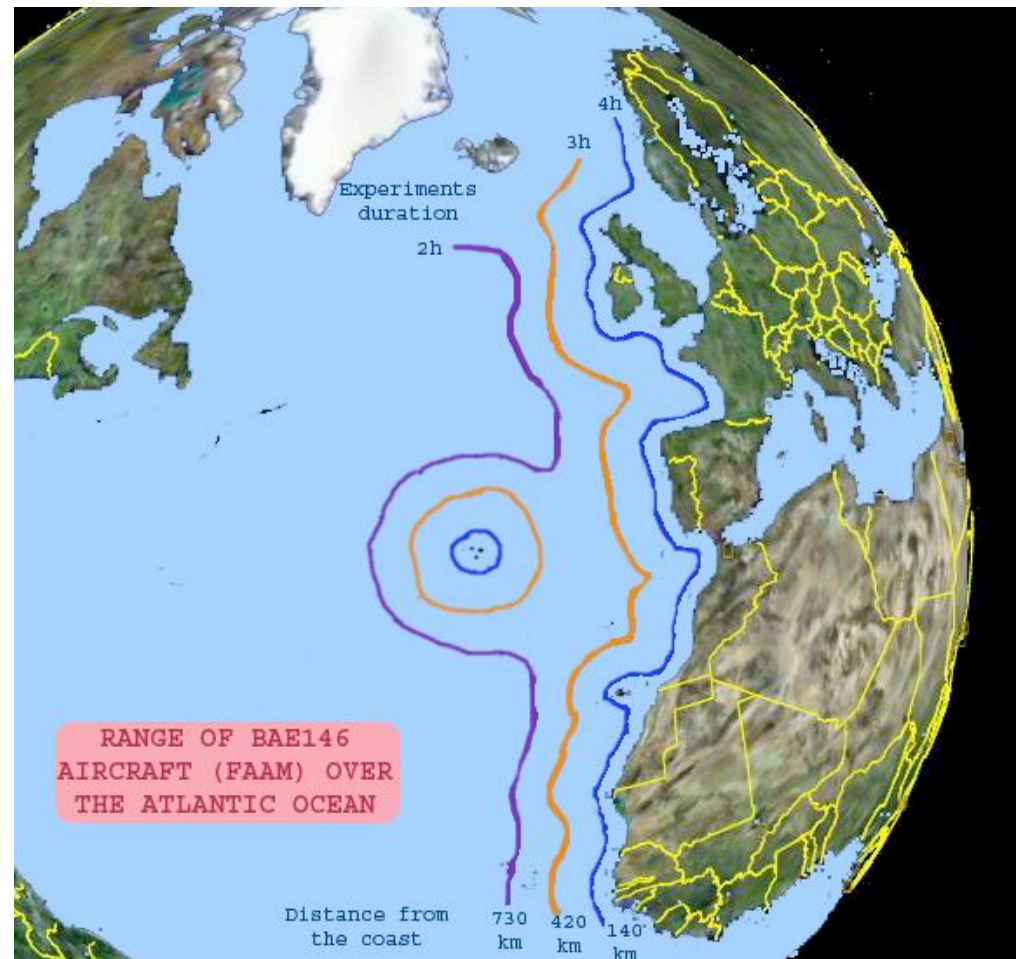 4h
3h
Experiments
duration
2h
RANGE OF BAE146
AIRCRAFT (FAAM) OVER
THE ATLANTIC OCEAN
Distance from
the coast
730
km
420
km
140
km